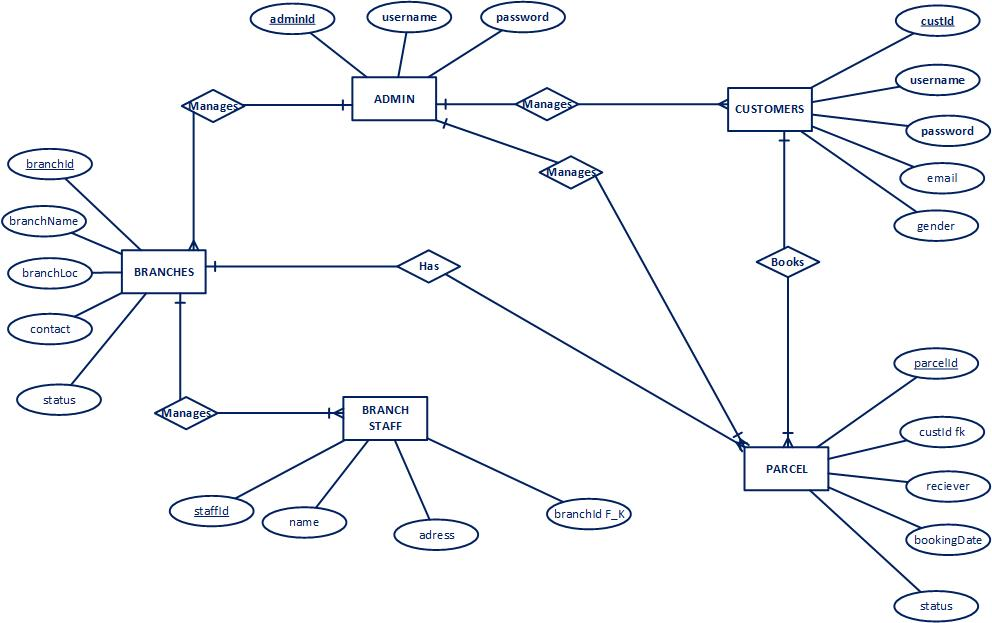 adminId
username
password
custId
username
password
email
gender
ADMIN
CUSTOMERS
Manages
Manages
Manages
branchId
branchName
branchLoc
contact
status
BRANCHES
Has
Books
Manages
BRANCH
STAFF
staffId
name
adress
branchId F_K
PARCEL
parcelId
custId fk
reciever
bookingDate
status